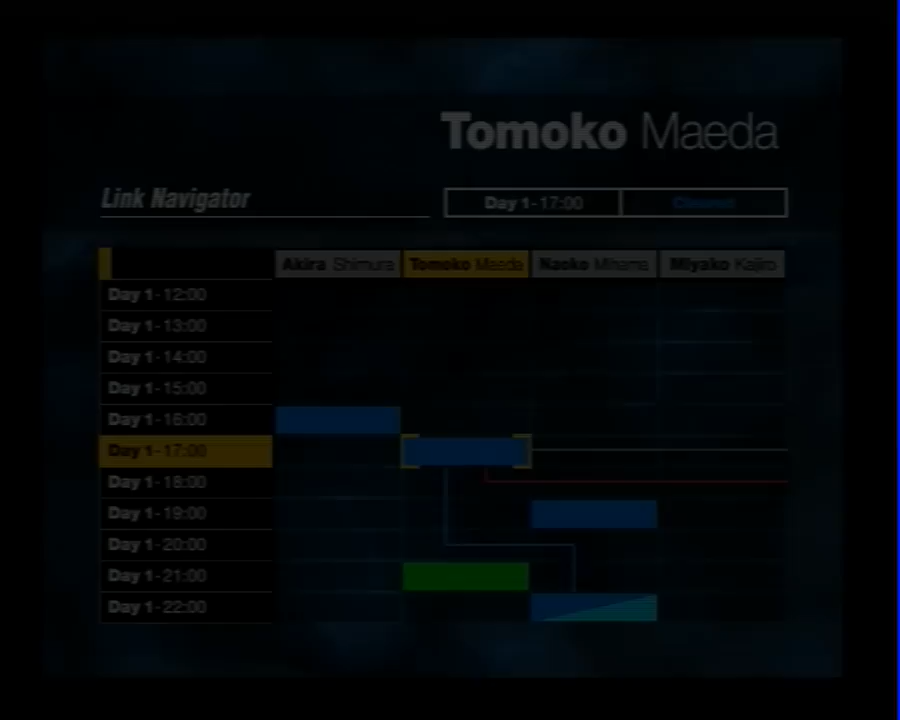 Tomoko Maeda
Link Navigator
Day 1-17:00 Cleared
Akira Shimura Tomoko Maeda Naoko Mihama Miyako Kajiro
Day 1-12:00
Day 1-13:00
Day 1-14:00
Day 1-15:00
Day 1-16:00
Day 1-17:00
Day 1-18:00
Day 1-19:00
Day 1-20:00
Day 1-21:00
Day 1-22:00